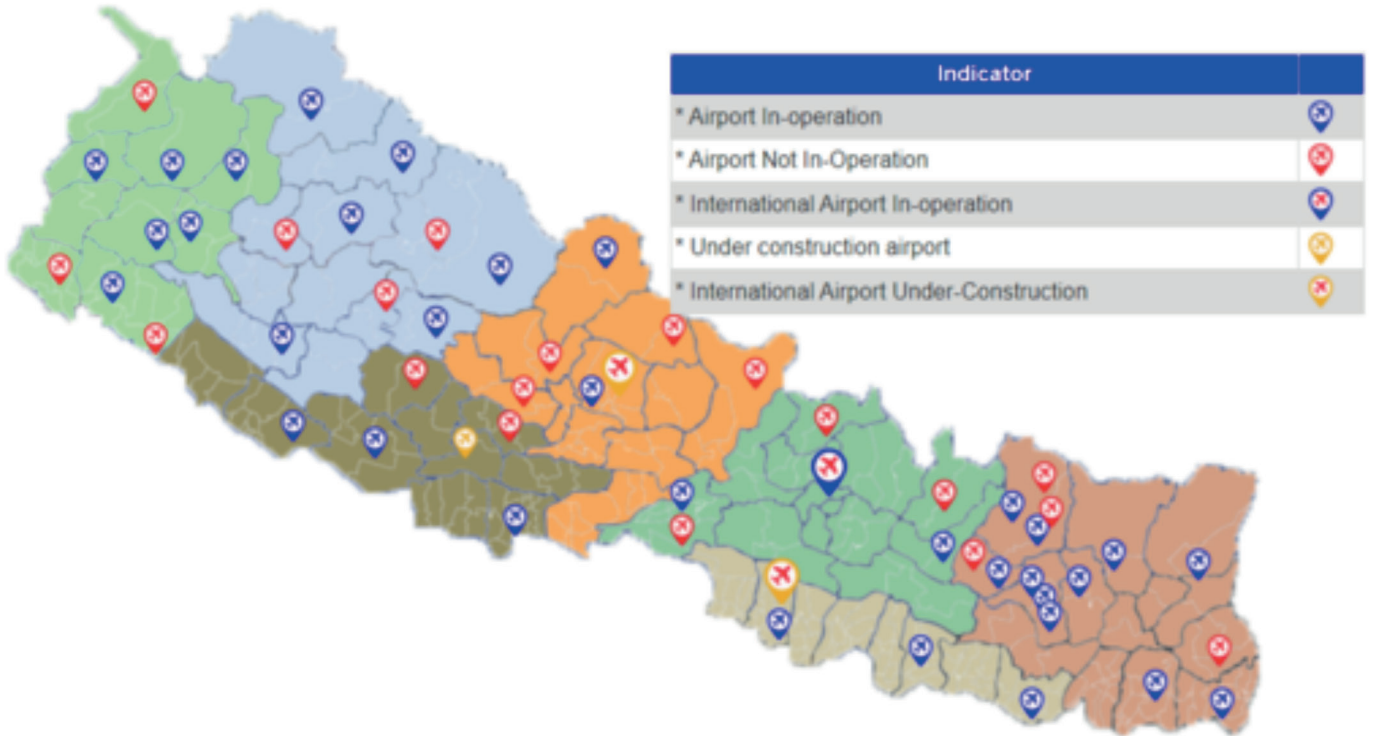 Indicator
* Airport In-operation
* Airport Not In-Operation
* International Airport In-operation
* Under construction airport
* International Airport Under-Construction